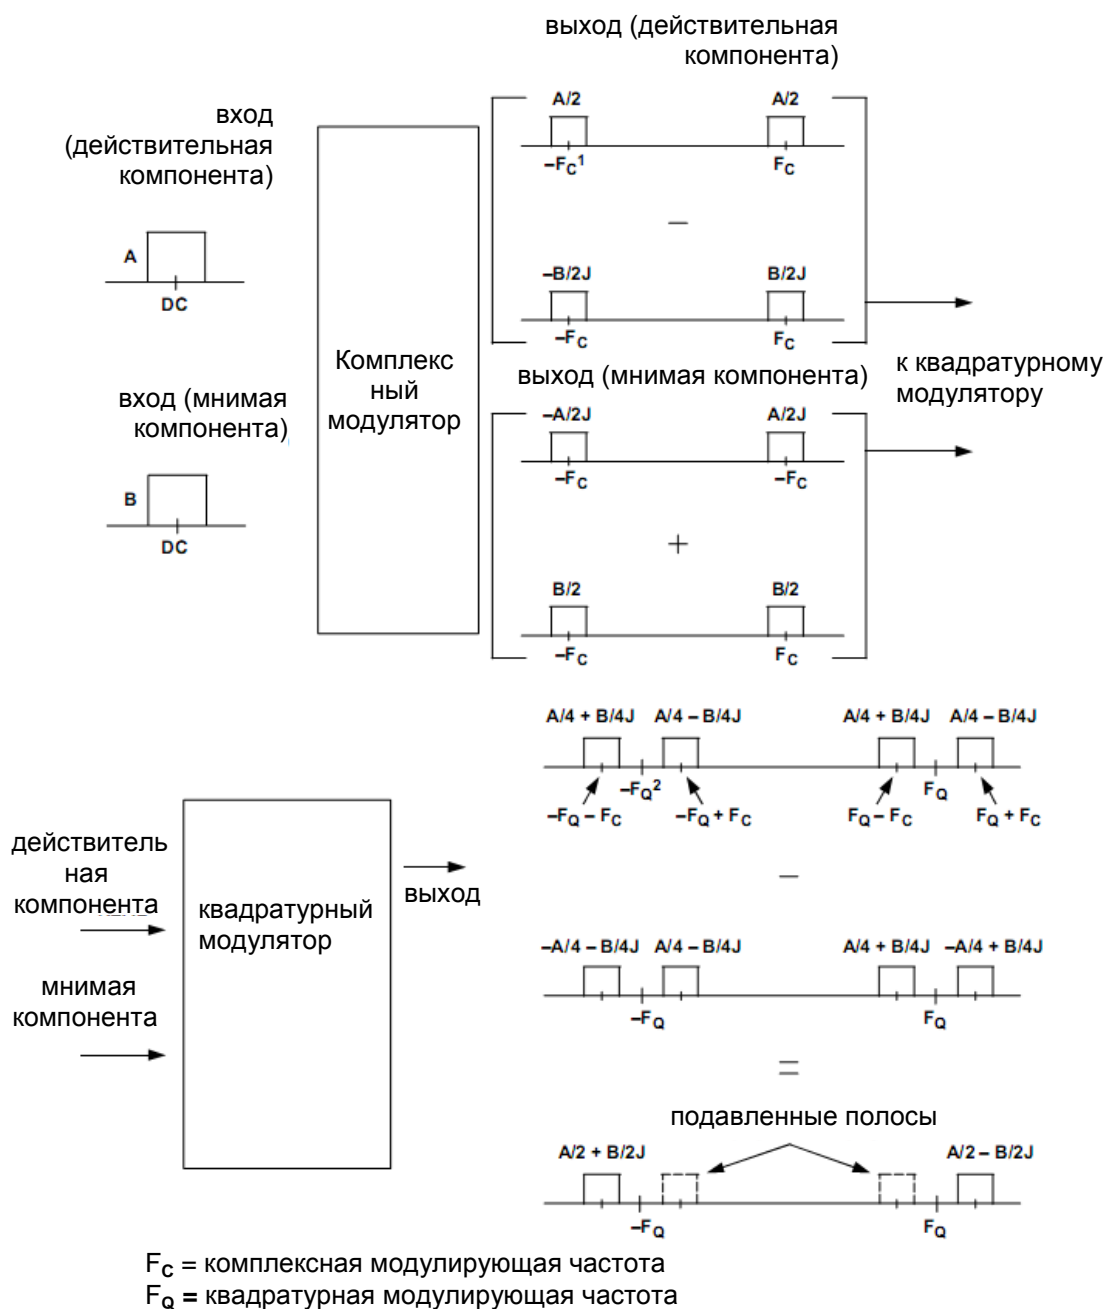 выход (действительная
компонента)
вход
(действительная
компонента)
A/2 A/2
–FC1 FC
–
A
DC
–B/2J B/2J
–FC FC
Комплекс
ный
модулятор
к квадратурному
модулятору
вход (мнимая
компонента)
выход (мнимая компонента)
–A/2J A/2J
–FC –FC
B
DC
+
B/2 B/2
–FC FC
A/4 + B/4J A/4 – B/4J A/4 + B/4J A/4 – B/4J
–FQ2 FQ
–FQ – FC –FQ + FC FQ – FC FQ + FC
действитель
ная
компонента
мнимая
компонента
квадратурный
модулятор
выход
–
–A/4 – B/4J A/4 – B/4J A/4 + B/4J –A/4 + B/4J
–FQ FQ
=
подавленные полосы
A/2 + B/2J A/2 – B/2J
–FQ FQ
FC = комплексная модулирующая частота
FQ = квадратурная модулирующая частота